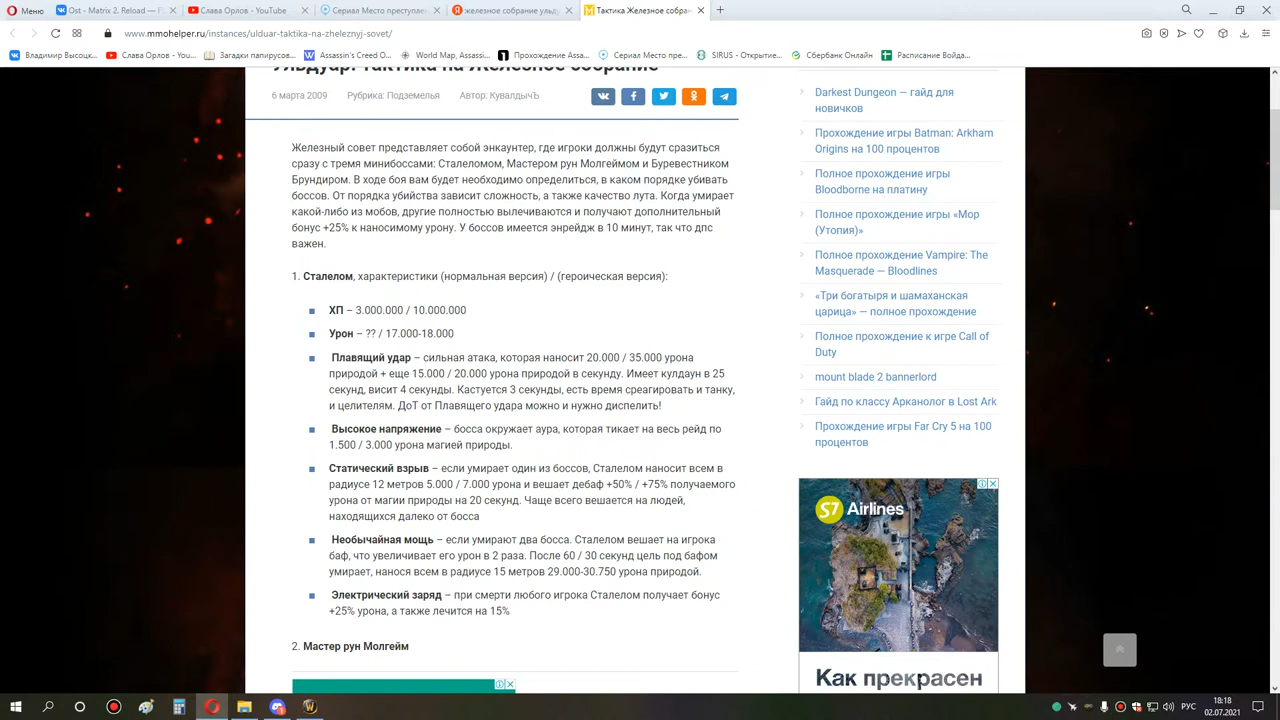 Меню
Ost - Matrix 2, Reload — F
Слава Орлов - YouTube
Сериал Место преступлен
железное собрание ульду
Тактика Железное собран
www.mmohelper.ru/instances/ulduar-taktika-na-zheleznyj-sovet/
Владимир Высоцк...
Слава Орлов - You...
Загадки папирусов...
Assassin's Creed O...
World Map, Assassi...
Прохождение Assa...
Сериал Место пре...
SIRUS - Открытие...
Сбербанк Онлайн
Расписание Войда...
Ульдуар: Тактика на Железное собрание
6 марта 2009 Рубрика: Подземелья Автор: КувалдычЪ
Железный совет представляет собой энкаунтер, где игроки должны будут сразиться
сразу с тремя минибоссами: Сталеломом, Мастером рун Молгеймом и Буревестником
Брундиром. В ходе боя вам будет необходимо определиться, в каком порядке убивать
боссов. От порядка убийства зависит сложность, а также качество лута. Когда умирает
какой-либо из мобов, другие полностью вылечиваются и получают дополнительный
бонус +25% к наносимому урону. У боссов имеется энрейдж в 10 минут, так что дпс
важен.
1. Сталелом, характеристики (нормальная версия) / (героическая версия):
ХП – 3.000.000 / 10.000.000
Урон – ?? / 17.000-18.000
Плавящий удар – сильная атака, которая наносит 20.000 / 35.000 урона
природой + еще 15.000 / 20.000 урона природой в секунду. Имеет кулдаун в 25
секунд, висит 4 секунды. Кастуется 3 секунды, есть время среагировать и танку,
и целителям. ДоТ от Плавящего удара можно и нужно диспелить!
Высокое напряжение – босса окружает аура, которая тикает на весь рейд по
1.500 / 3.000 урона магией природы.
Статический взрыв – если умирает один из боссов, Сталелом наносит всем в
радиусе 12 метров 5.000 / 7.000 урона и вешает дебаф +50% / +75% получаемого
урона от магии природы на 20 секунд. Чаще всего вешается на людей,
находящихся далеко от босса
Необычайная мощь – если умирают два босса. Сталелом вешает на игрока
баф, что увеличивает его урон в 2 раза. После 60 / 30 секунд цель под бафом
умирает, нанося всем в радиусе 15 метров 29.000-30.750 урона природой.
Электрический заряд – при смерти любого игрока Сталелом получает бонус
+25% урона, а также лечится на 15%
2. Мастер рун Молгейм
Darkest Dungeon — гайд для
новичков
Прохождение игры Batman: Arkham
Origins на 100 процентов
Полное прохождение игры
Bloodborne на платину
Полное прохождение игры «Мор
(Утопия)»
Полное прохождение Vampire: The
Masquerade — Bloodlines
«Три богатыря и шамаханская
царица» — полное прохождение
Полное прохождение к игре Call of
Duty
mount blade 2 bannerlord
Гайд по классу Арканолог в Lost Ark
Прохождение игры Far Cry 5 на 100
процентов
S7 Airlines
Как прекрасен
РУС
18:18
02.07.2021